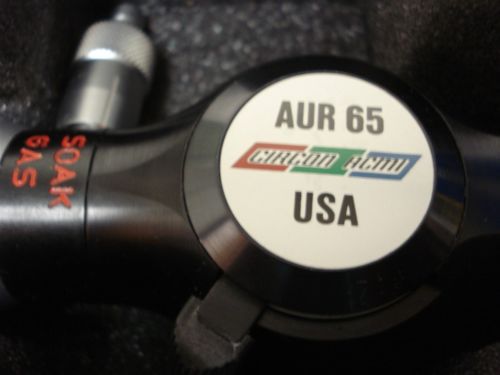 AUR 65
CIRCON ACMI
USA
SOAK
GAS